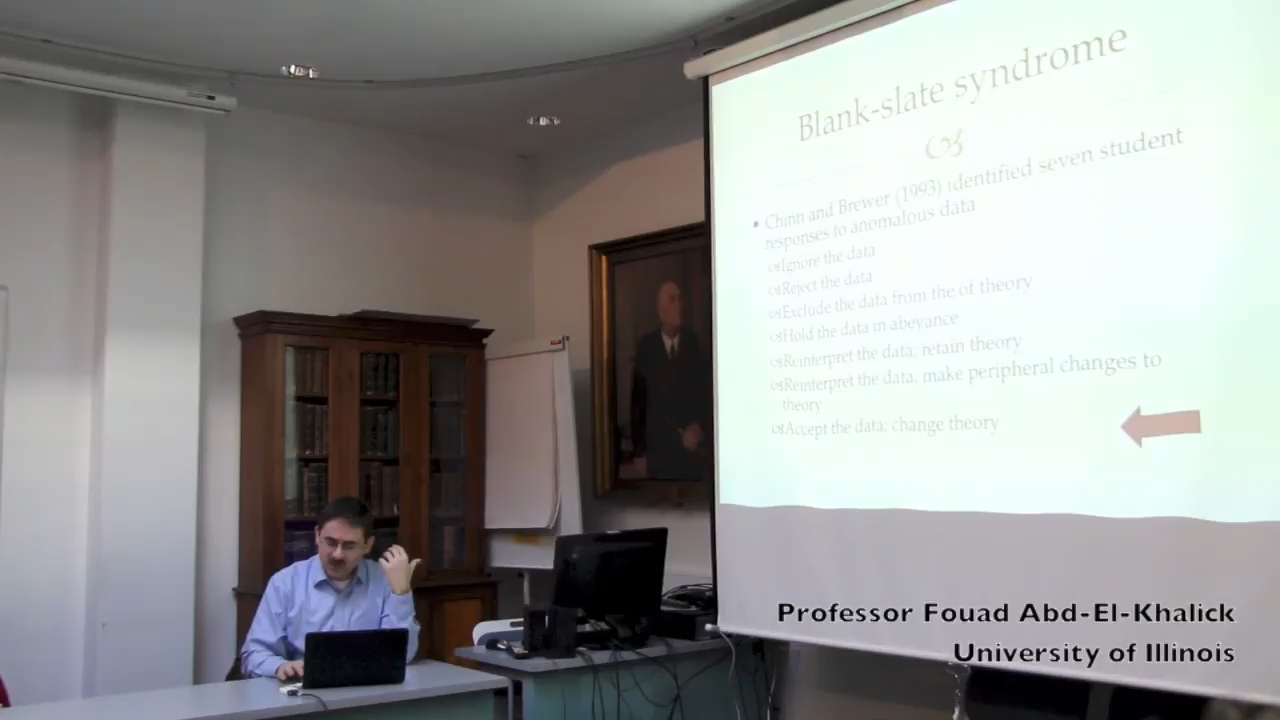 Blank-slate syndrome
• Chinn and Brewer (1993) identified seven student
responses to anomalous data
Ignore the data
Reject the data
Exclude the data from the of theory
Hold the data in abeyance
Reinterpret the data; retain theory
Reinterpret the data; make peripheral changes to
theory
Accept the data; change theory
Professor Fouad Abd-El-Khalick
University of Illinois